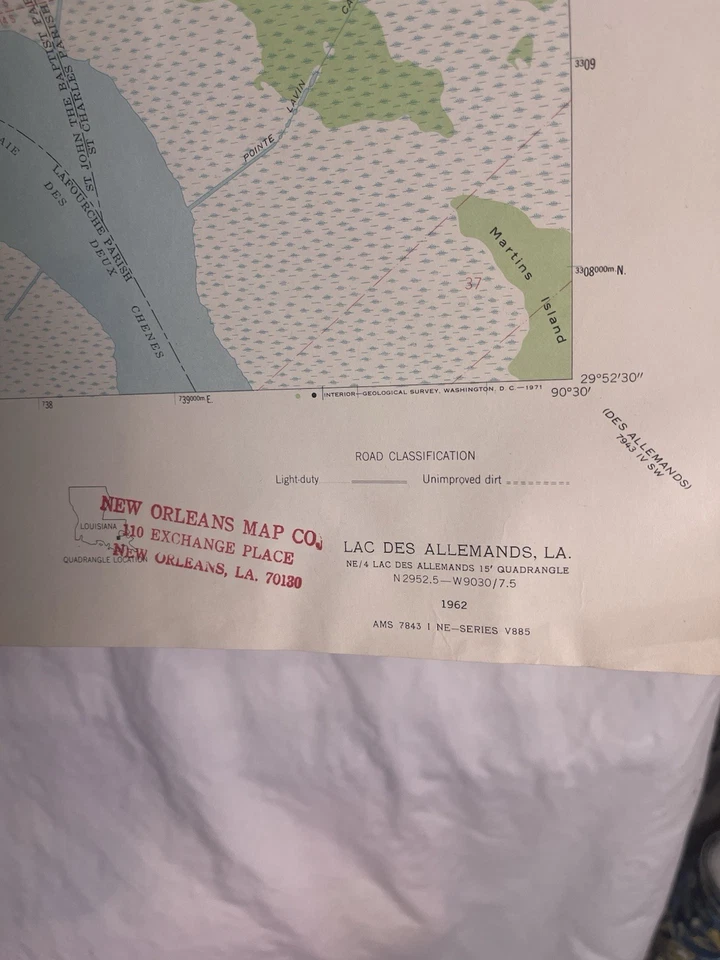 CA
3309
ST CHARLES PARISH
ST JOHN THE BAPTIST PAR
POINTE LAVIN
AIE
DES
DEUX
CHENES
LAFOURCHE PARISH
Martins
Island
37
3308000m.N.
29°52'30"
90°30'
738
739000m E.
INTERIOR—GEOLOGICAL SURVEY, WASHINGTON, D. C.—1971
(DES ALLEMANDS)
7943 IV SW
ROAD CLASSIFICATION
Light-duty
Unimproved dirt
LOUISIANA
QUADRANGLE LOCATION
NEW ORLEANS MAP CO.
110 EXCHANGE PLACE
NEW ORLEANS, LA. 70130
LAC DES ALLEMANDS, LA.
NE/4 LAC DES ALLEMANDS 15' QUADRANGLE
N2952.5—W9030/7.5
1962
AMS 7843 I NE—SERIES V885